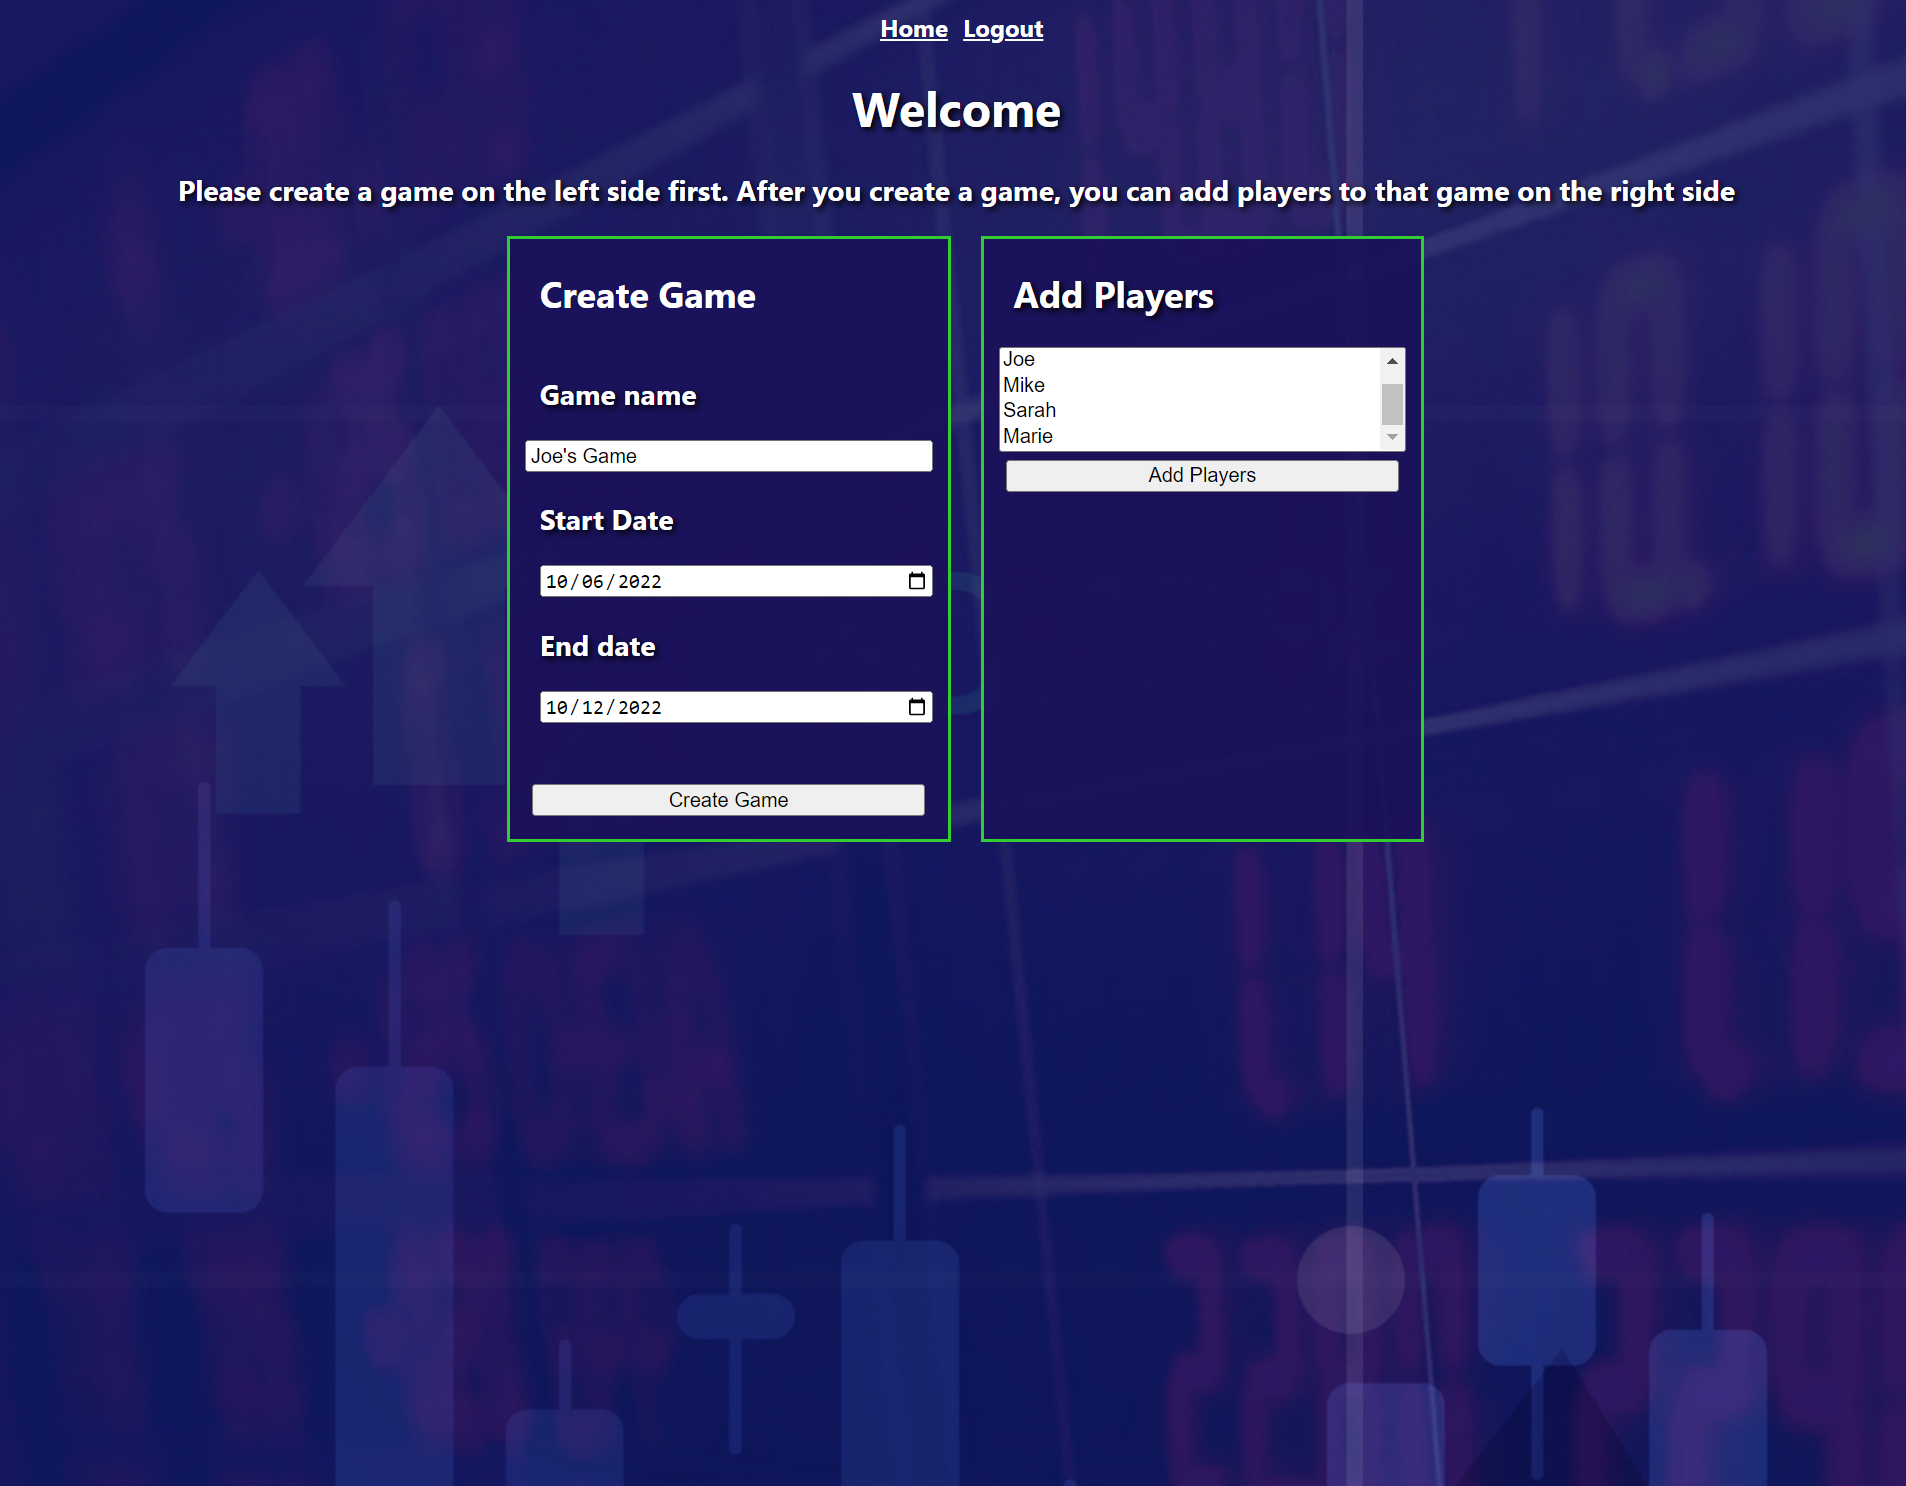 Home Logout
Welcome
Please create a game on the left side first. After you create a game, you can add players to that game on the right side
Create Game
Game name
Joe's Game
Start Date
10/06/2022
End date
10/12/2022
Create Game
Add Players
Joe
Mike
Sarah
Marie
Add Players